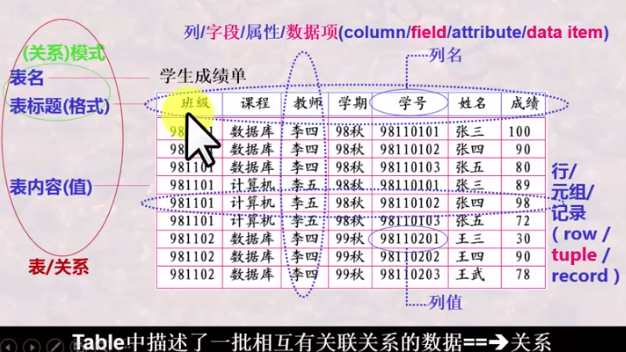 列/字段/属性/数据项(column/field/attribute/data item)
(关系)模式
列名
表名
学生成绩单
表标题(格式)
班级 课程 教师 学期 学号 姓名 成绩
981101 数据库 李四 98秋 98110101 张三 100
981101 数据库 李四 98秋 98110102 张四 90
981101 数据库 李四 98秋 98110103 张五 80
表内容(值)
981101 计算机 李五 98秋 98110101 张三 89
981101 计算机 李五 98秋 98110102 张四 98
981101 计算机 李五 98秋 98110103 张五 72
981102 数据库 李四 99秋 98110201 王三 30
981102 数据库 李四 99秋 98110202 王四 90
981102 数据库 李四 99秋 98110203 王武 78
行/
元组/
记录
(row /
tuple /
record)
表/关系
列值
Table中描述了一批相互有关联关系的数据==➔关系